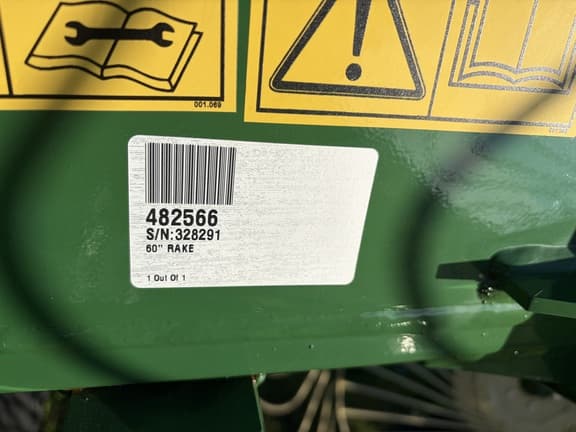 001.069
482566
S/N:328291
60" RAKE
1 Out Of 1